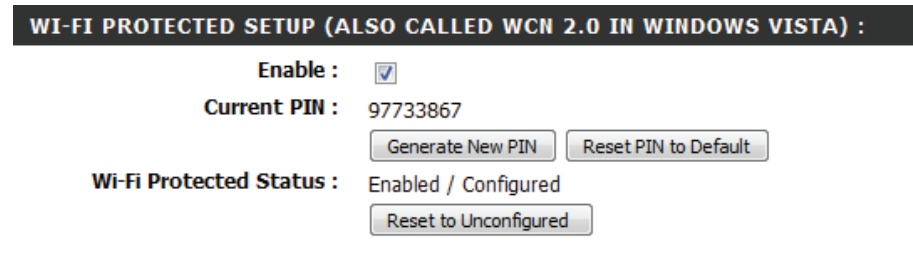 WI-FI PROTECTED SETUP (ALSO CALLED WCN 2.0 IN WINDOWS VISTA) :
Enable :
Current PIN : 97733867
Generate New PIN Reset PIN to Default
Wi-Fi Protected Status : Enabled / Configured
Reset to Unconfigured